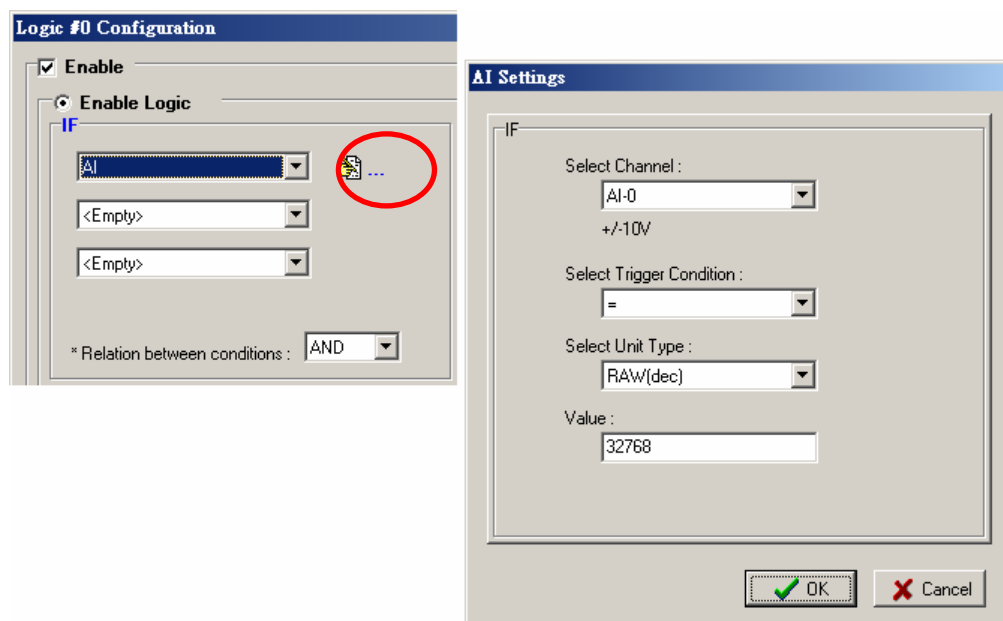 Logic #0 Configuration
Enable
Enable Logic
IF
AI
...
<Empty>
<Empty>
* Relation between conditions : AND
AI Settings
IF
Select Channel :
AI-0
+/-10V
Select Trigger Condition :
=
Select Unit Type :
RAW(dec)
Value :
32768
OK
Cancel